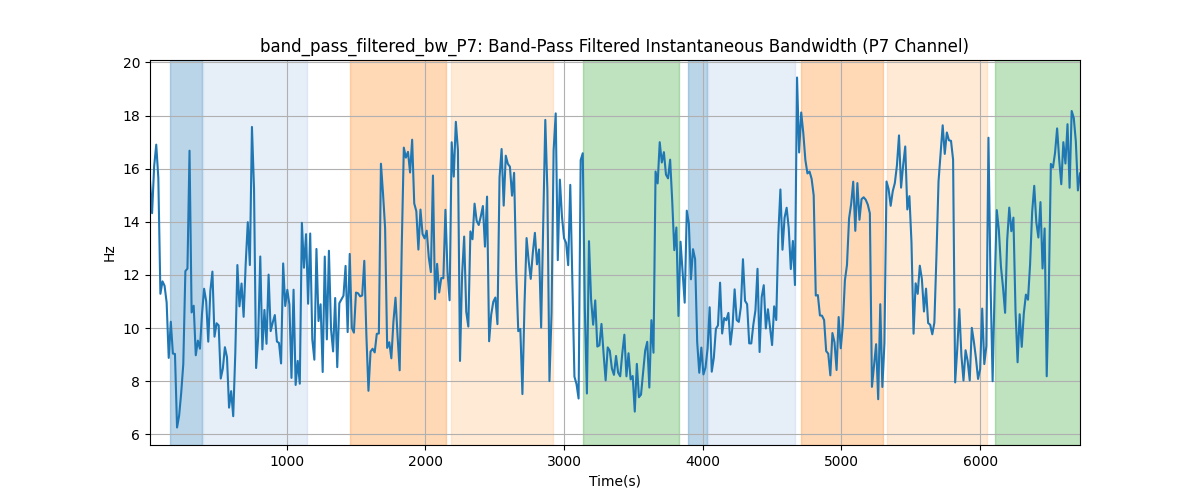 band_pass_filtered_bw_P7: Band-Pass Filtered Instantaneous Bandwidth (P7 Channel)
20
18
16
14
12
10
8
6
Hz
1000 2000 3000 4000 5000 6000
Time(s)